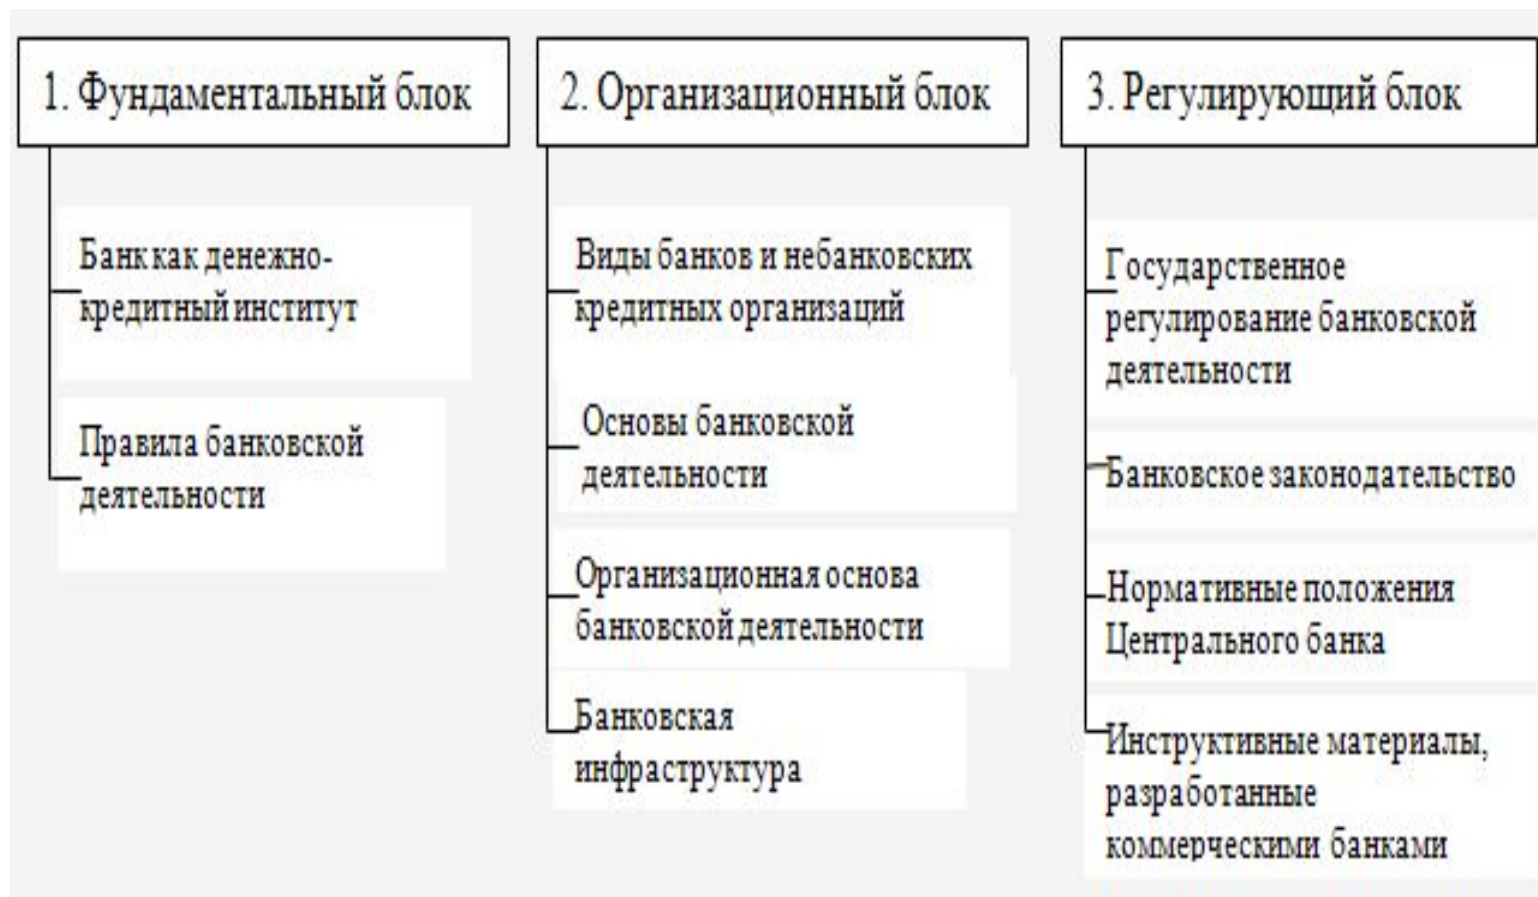 1. Фундаментальный блок
Банк как денежно-
кредитный институт
Правила банковской
деятельности
2. Организационный блок
Виды банков и небанковских
кредитных организаций
Основы банковской
деятельности
Организационная основа
банковской деятельности
Банковская
инфраструктура
3. Регулирующий блок
Государственное
регулирование банковской
деятельности
Банковское законодательство
Нормативные положения
Центрального банка
Инструктивные материалы,
разработанные
коммерческими банками